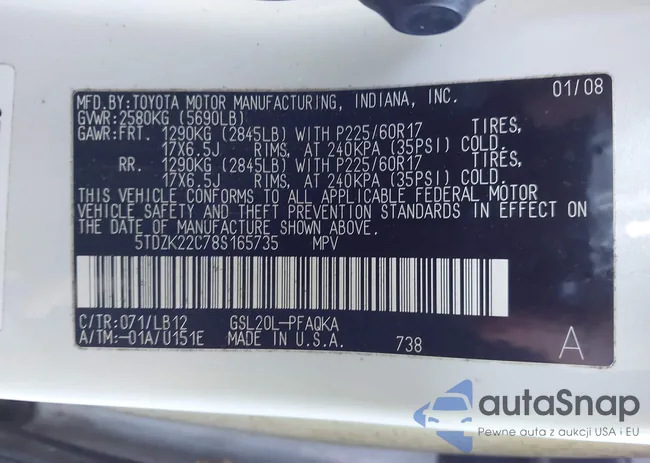 MFD.BY:TOYOTA MOTOR MANUFACTURING, INDIANA, INC. 01/08
GVWR:2580KG (5690LB)
GAWR:FRT. 1290KG (2845LB) WITH P225/60R17 TIRES,
17X6.5J RIMS, AT 240KPA (35PSI) COLD.
RR. 1290KG (2845LB) WITH P225/60R17 TIRES,
17X6.5J RIMS, AT 240KPA (35PSI) COLD.
THIS VEHICLE CONFORMS TO ALL APPLICABLE FEDERAL MOTOR
VEHICLE SAFETY AND THEFT PREVENTION STANDARDS IN EFFECT ON
THE DATE OF MANUFACTURE SHOWN ABOVE.
5TDZK22C78S165735 MPV
C/TR:071/LB12 GSL20L-PFAQKA
A/TM:-01A/U151E MADE IN U.S.A. 738 A
autoSnap
Pewne auto z aukcji USA i EU